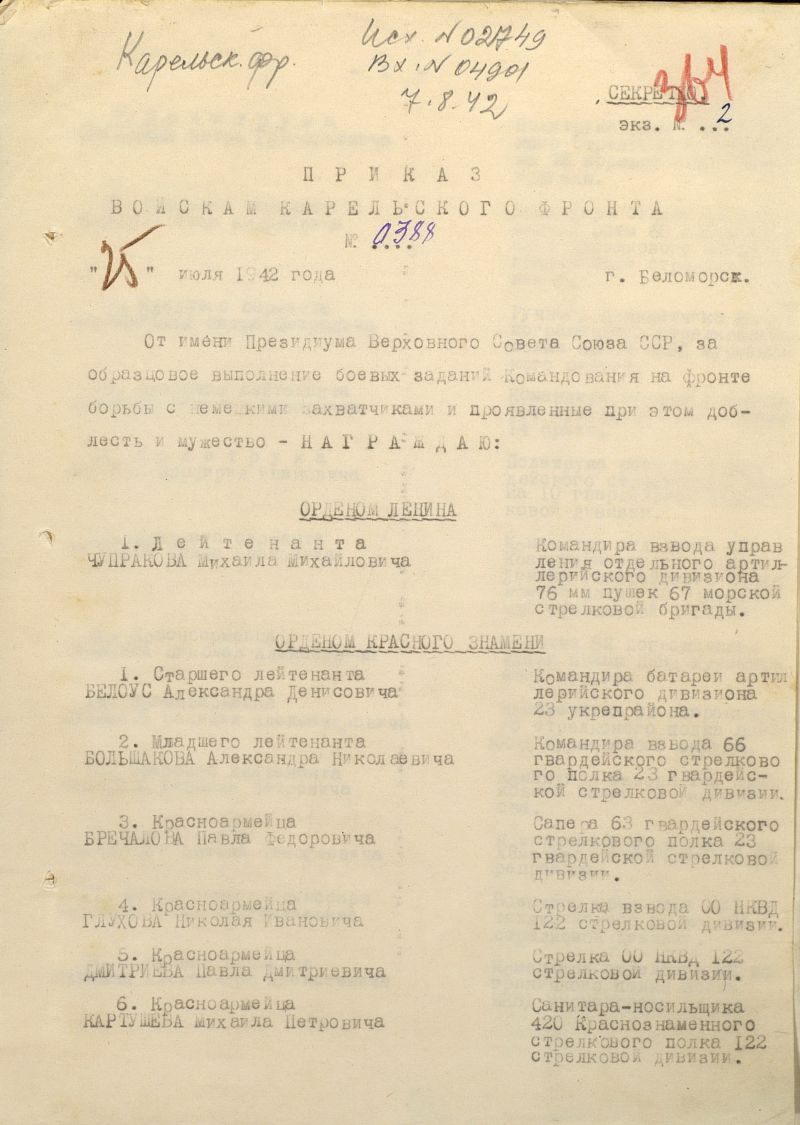 Карельск. фр.
Исх. N 02749
Вх. N 04901
7.8.42
СЕКРЕТНО.
экз. № ...2
ПРИКАЗ
ВОЙСКАМ КАРЕЛЬСКОГО ФРОНТА
№ 0388
"25" июля 1942 года г. Беломорск.
От имени Президиума Верховного Совета Союза ССР, за
образцовое выполнение боевых заданий Командования на фронте
борьбы с немецкими захватчиками и проявленные при этом доб-
лесть и мужество - НАГРАЖДАЮ:
ОРДЕНОМ ЛЕНИНА
1. Лейтенанта
ЧУПРАКОВА Михаила Михайловича
Командира взвода управ
ления отдельного артил-
лерийского дивизиона
76 мм пушек 67 морской
стрелковой бригады.
ОРДЕНОМ КРАСНОГО ЗНАМЕНИ
1. Старшего лейтенанта
БЕЛОУС Александра Денисовича
Командира батареи артил
лерийского дивизиона
23 укрепрайона.
2. Младшего лейтенанта
БОЛЬШАКОВА Александра Николаевича
Командира взвода 66
гвардейского стрелково
го полка 23 гвардейс-
кой стрелковой дивизии.
3. Красноармейца
БРЕЧАЛОВА Павла Федоровича
Сапера 63 гвардейского
стрелкового полка 23
гвардейской стрелковой
дивизии.
4. Красноармейца
ГЛУХОВА Николая Ивановича
Стрелка взвода ОО НКВД
122 стрелковой дивизии.
5. Красноармейца
ДМИТРИЕВА Павла Дмитриевича
Стрелка ОО НКВД 122
стрелковой дивизии.
6. Красноармейца
КАРТУШЕВА Михаила Петровича
Санитара-носильщика
420 Краснознаменного
стрелкового полка 122
стрелковой дивизии.